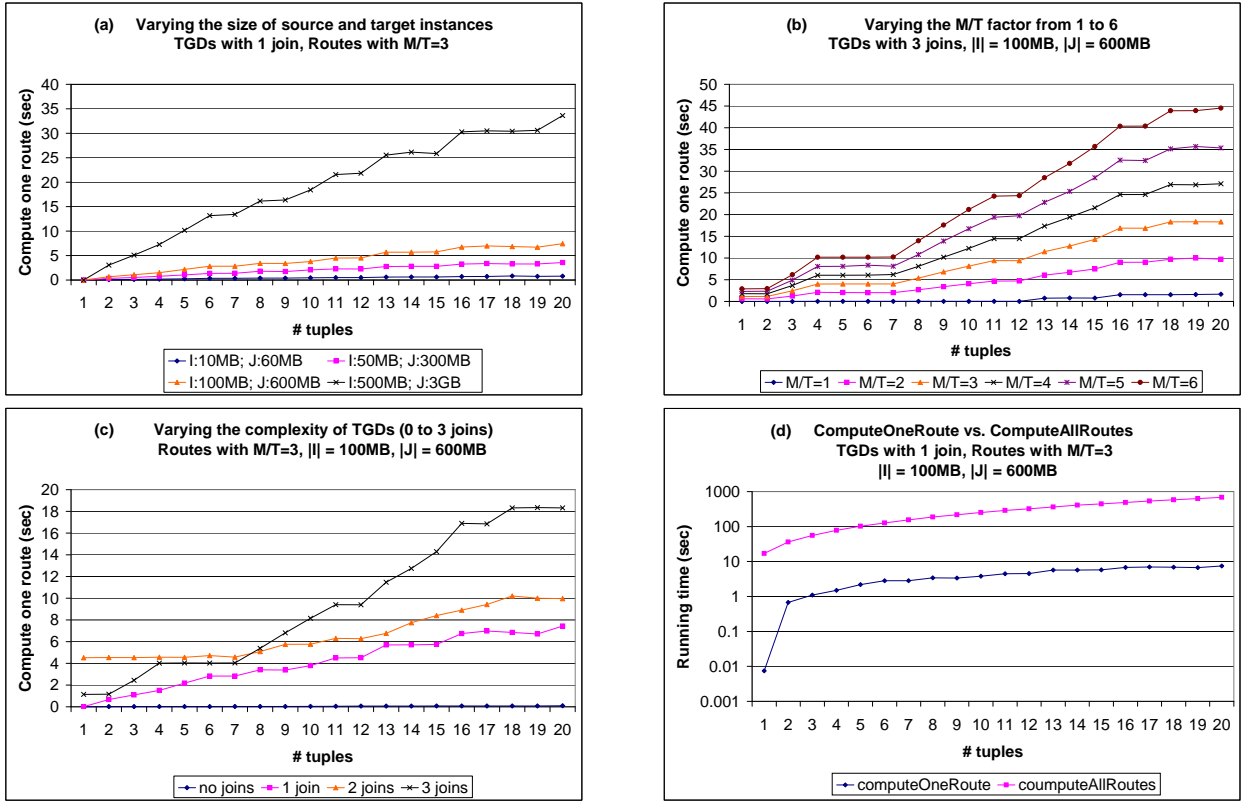 (a) Varying the size of source and target instances
TGDs with 1 join, Routes with M/T=3
Compute one route (sec)
40
35
30
25
20
15
10
5
0
1 2 3 4 5 6 7 8 9 10 11 12 13 14 15 16 17 18 19 20
# tuples
I:10MB; J:60MB I:50MB; J:300MB
I:100MB; J:600MB I:500MB; J:3GB
(b) Varying the M/T factor from 1 to 6
TGDs with 3 joins, |I| = 100MB, |J| = 600MB
Compute one route (sec)
50
45
40
35
30
25
20
15
10
5
0
1 2 3 4 5 6 7 8 9 10 11 12 13 14 15 16 17 18 19 20
# tuples
M/T=1 M/T=2 M/T=3 M/T=4 M/T=5 M/T=6
(c) Varying the complexity of TGDs (0 to 3 joins)
Routes with M/T=3, |I| = 100MB, |J| = 600MB
Compute one route (sec)
20
18
16
14
12
10
8
6
4
2
0
1 2 3 4 5 6 7 8 9 10 11 12 13 14 15 16 17 18 19 20
# tuples
no joins 1 join 2 joins 3 joins
(d) ComputeOneRoute vs. ComputeAllRoutes
TGDs with 1 join, Routes with M/T=3
|I| = 100MB, |J| = 600MB
Running time (sec)
1000
100
10
1
0.1
0.01
0.001
1 2 3 4 5 6 7 8 9 10 11 12 13 14 15 16 17 18 19 20
# tuples
computeOneRoute coumputeAllRoutes